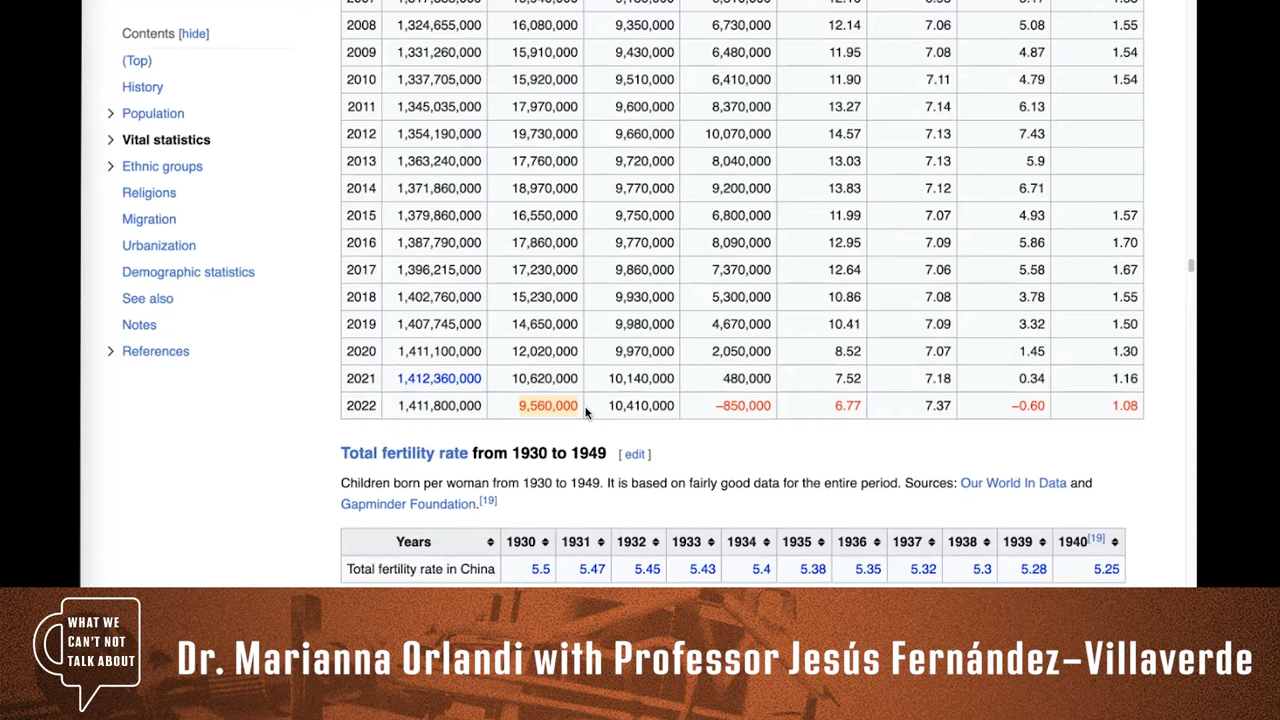 Contents [hide]
(Top)
History
Population
Vital statistics
Ethnic groups
Religions
Migration
Urbanization
Demographic statistics
See also
Notes
References
2008 1,324,655,000 16,080,000 9,350,000 6,730,000 12.14 7.06 5.08 1.55
2009 1,331,260,000 15,910,000 9,430,000 6,480,000 11.95 7.08 4.87 1.54
2010 1,337,705,000 15,920,000 9,510,000 6,410,000 11.90 7.11 4.79 1.54
2011 1,345,035,000 17,970,000 9,600,000 8,370,000 13.27 7.14 6.13
2012 1,354,190,000 19,730,000 9,660,000 10,070,000 14.57 7.13 7.43
2013 1,363,240,000 17,760,000 9,720,000 8,040,000 13.03 7.13 5.9
2014 1,371,860,000 18,970,000 9,770,000 9,200,000 13.33 7.12 6.71
2015 1,379,860,000 16,550,000 9,750,000 6,800,000 11.99 7.07 4.93 1.57
2016 1,387,790,000 17,860,000 9,770,000 8,090,000 12.95 7.09 5.86 1.70
2017 1,396,215,000 17,230,000 9,860,000 7,370,000 12.64 7.06 5.58 1.67
2018 1,402,760,000 15,230,000 9,930,000 5,300,000 10.86 7.08 3.78 1.55
2019 1,407,745,000 14,650,000 9,980,000 4,670,000 10.41 7.09 3.32 1.50
2020 1,411,100,000 12,020,000 9,970,000 2,050,000 8.52 7.07 1.45 1.30
2021 1,412,360,000 10,620,000 10,140,000 480,000 7.52 7.18 0.34 1.16
2022 1,411,800,000 9,560,000 10,410,000 −850,000 6.77 7.37 −0.60 1.08
Total fertility rate from 1930 to 1949 [ edit ]
Children born per woman from 1930 to 1949. It is based on fairly good data for the entire period. Sources: Our World In Data and
Gapminder Foundation.[19]
Years 1930 1931 1932 1933 1934 1935 1936 1937 1938 1939 1940[19]
Total fertility rate in China 5.5 5.47 5.45 5.43 5.4 5.38 5.35 5.32 5.3 5.28 5.25
WHAT WE
CAN'T NOT
TALK ABOUT
Dr. Marianna Orlandi with Professor Jesús Fernández–Villaverde